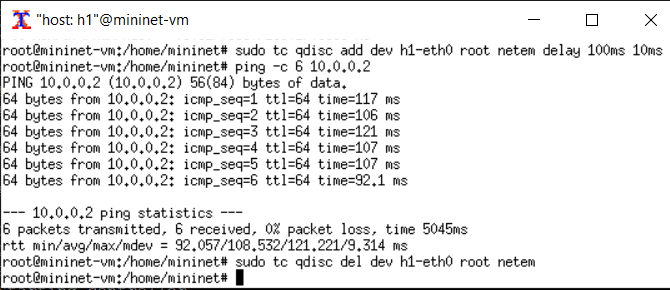 "host: h1"@mininet-vm
root@mininet-vm:/home/mininet# sudo tc qdisc add dev h1-eth0 root netem delay 100ms 10ms
root@mininet-vm:/home/mininet# ping -c 6 10.0.0.2
PING 10.0.0.2 (10.0.0.2) 56(84) bytes of data.
64 bytes from 10.0.0.2: icmp_seq=1 ttl=64 time=117 ms
64 bytes from 10.0.0.2: icmp_seq=2 ttl=64 time=106 ms
64 bytes from 10.0.0.2: icmp_seq=3 ttl=64 time=121 ms
64 bytes from 10.0.0.2: icmp_seq=4 ttl=64 time=107 ms
64 bytes from 10.0.0.2: icmp_seq=5 ttl=64 time=107 ms
64 bytes from 10.0.0.2: icmp_seq=6 ttl=64 time=92.1 ms
--- 10.0.0.2 ping statistics ---
6 packets transmitted, 6 received, 0% packet loss, time 5045ms
rtt min/avg/max/mdev = 92.057/108.532/121.221/9.314 ms
root@mininet-vm:/home/mininet# sudo tc qdisc del dev h1-eth0 root netem
root@mininet-vm:/home/mininet#